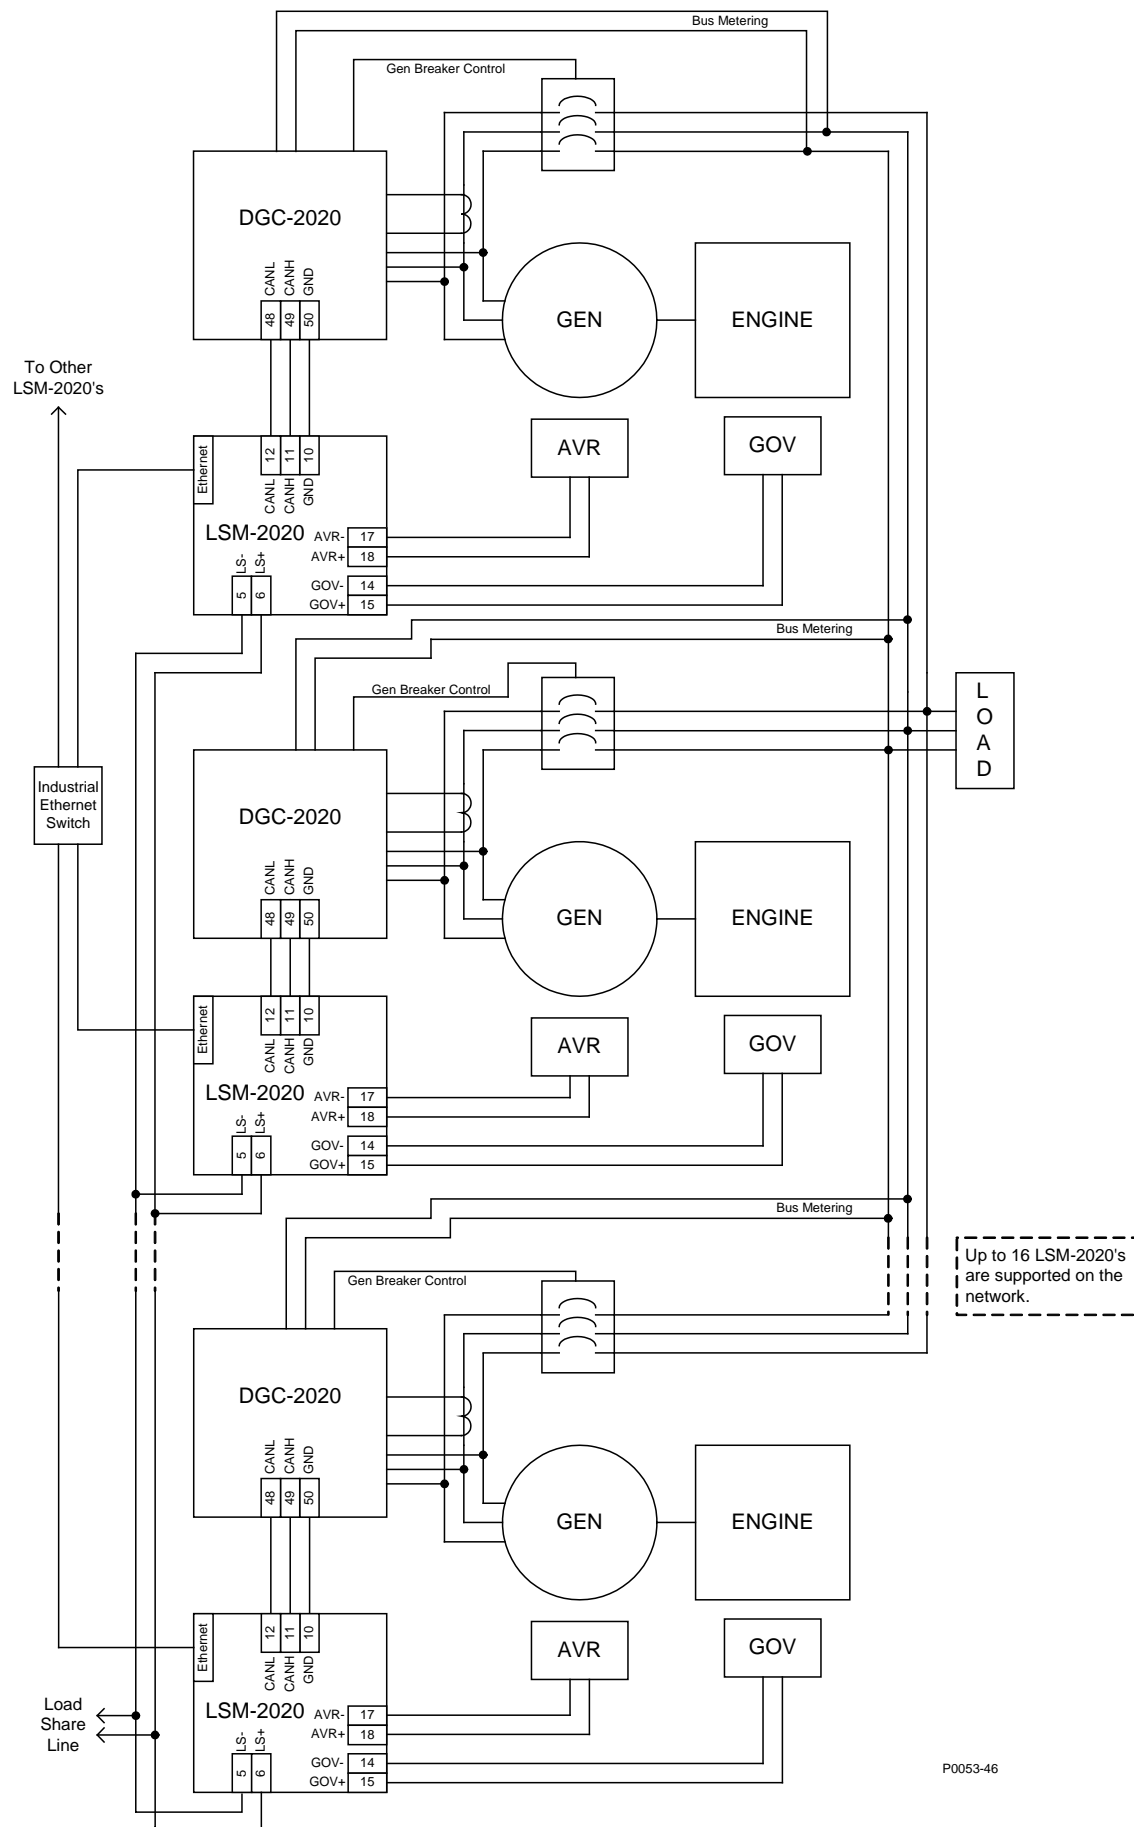 Bus Metering
Gen Breaker Control
DGC-2020
CANL
CANH
GND
48
49
50
GEN
ENGINE
To Other
LSM-2020's
AVR
GOV
Ethernet
12
11
10
CANL
CANH
GND
LSM-2020
AVR- 17
AVR+ 18
GOV- 14
GOV+ 15
LS-
LS+
5
6
Bus Metering
Gen Breaker Control
L
O
A
D
Industrial
Ethernet
Switch
DGC-2020
CANL
CANH
GND
48
49
50
GEN
ENGINE
Ethernet
12
11
10
CANL
CANH
GND
AVR
GOV
LSM-2020
AVR- 17
AVR+ 18
GOV- 14
GOV+ 15
LS-
LS+
5
6
Bus Metering
Up to 16 LSM-2020's
are supported on the
network.
Gen Breaker Control
DGC-2020
CANL
CANH
GND
48
49
50
GEN
ENGINE
Ethernet
12
11
10
CANL
CANH
GND
AVR
GOV
LSM-2020
AVR- 17
AVR+ 18
GOV- 14
GOV+ 15
LS-
LS+
5
6
Load
Share
Line
P0053-46